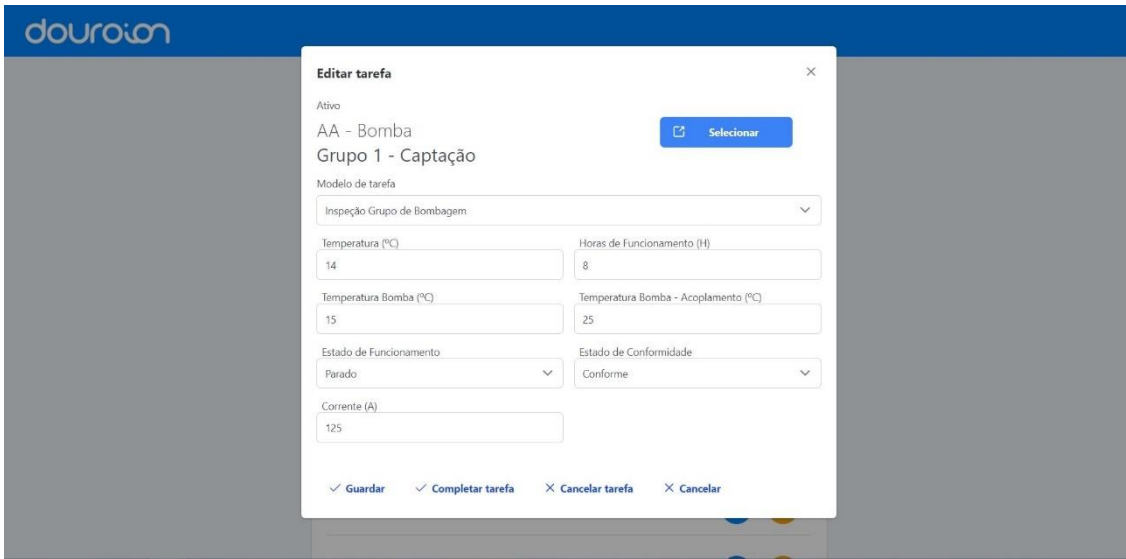 douroion
Editar tarefa
Ativo
AA - Bomba
Selecionar
Grupo 1 - Captação
Modelo de tarefa
Inspeção Grupo de Bombagem
Temperatura (ºC)
Horas de Funcionamento (H)
14
8
Temperatura Bomba (ºC)
Temperatura Bomba - Acoplamento (ºC)
15
25
Estado de Funcionamento
Estado de Conformidade
Parado
Conforme
Corrente (A)
125
Guardar
Completar tarefa
Cancelar tarefa
Cancelar